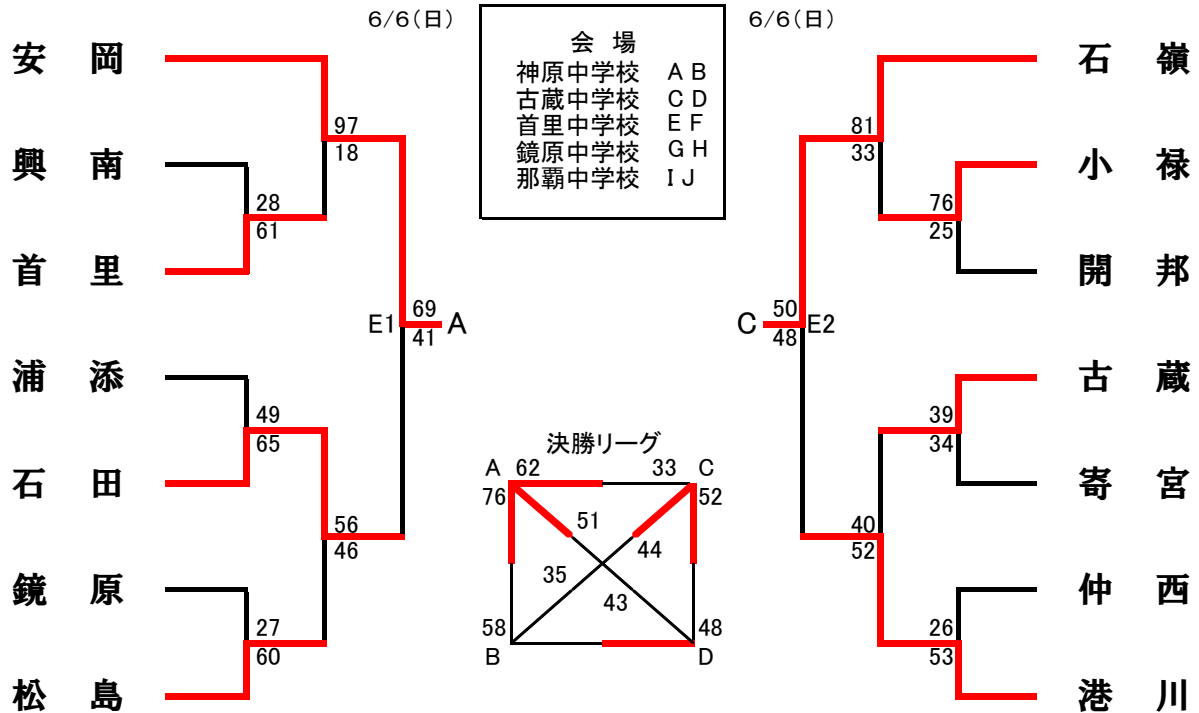 6/6(日)
6/6(日)
会 場
神原中学校 A B
古蔵中学校 C D
首里中学校 E F
鏡原中学校 G H
那覇中学校 I J
安 岡
興 南
首 里
浦 添
石 田
鏡 原
松 島
97
18
28
61
E1
69
41
A
49
65
56
46
27
60
石 嶺
小 禄
開 邦
古 蔵
寄 宮
仲 西
港 川
81
33
76
25
C
50
48
E2
39
34
40
52
26
53
決勝リーグ
A 62 33 C
76 52
51
44
35
43
58 48
B D